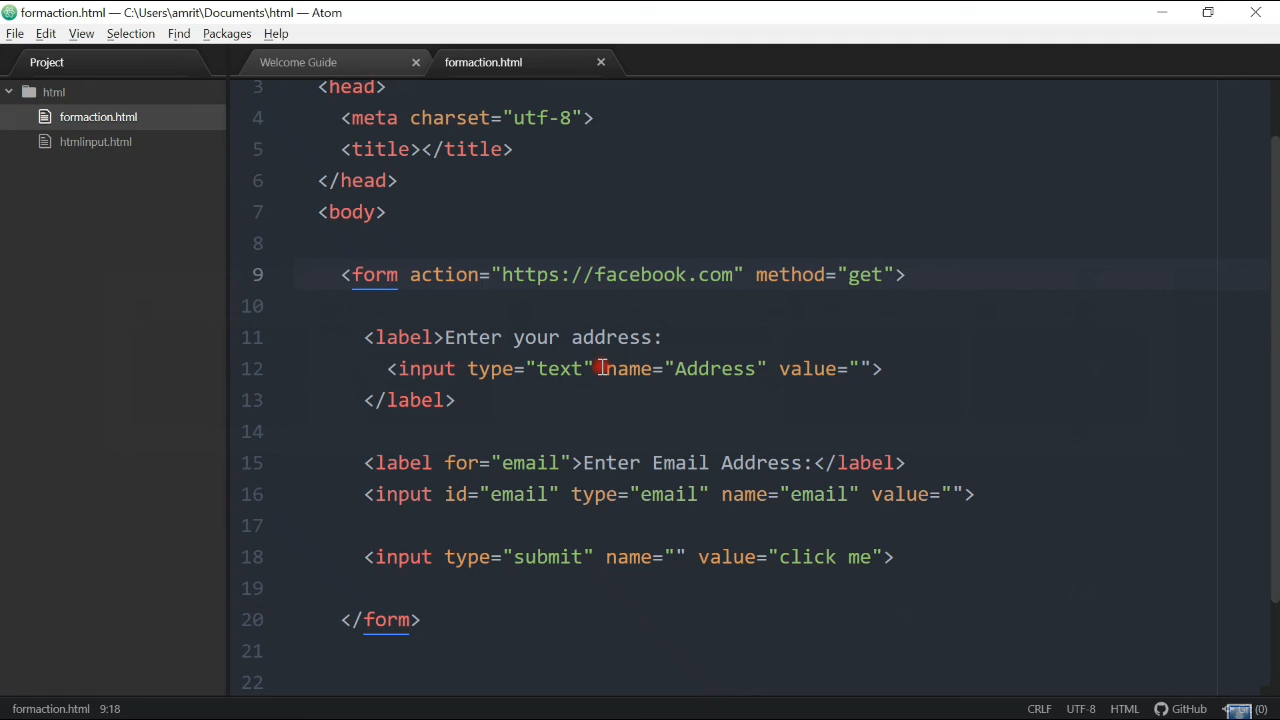 formaction.html — C:\Users\amrit\Documents\html — Atom
File Edit View Selection Find Packages Help
Project
Welcome Guide
formaction.html
html
formaction.html
htmlinput.html
3 <head>
4 <meta charset="utf-8">
5 <title></title>
6 </head>
7 <body>
8
9 <form action="https://facebook.com" method="get">
10
11 <label>Enter your address:
12 <input type="text" name="Address" value="">
13 </label>
14
15 <label for="email">Enter Email Address:</label>
16 <input id="email" type="email" name="email" value="">
17
18 <input type="submit" name="" value="click me">
19
20 </form>
21
22
formaction.html 9:18
CRLF UTF-8 HTML GitHub (0)